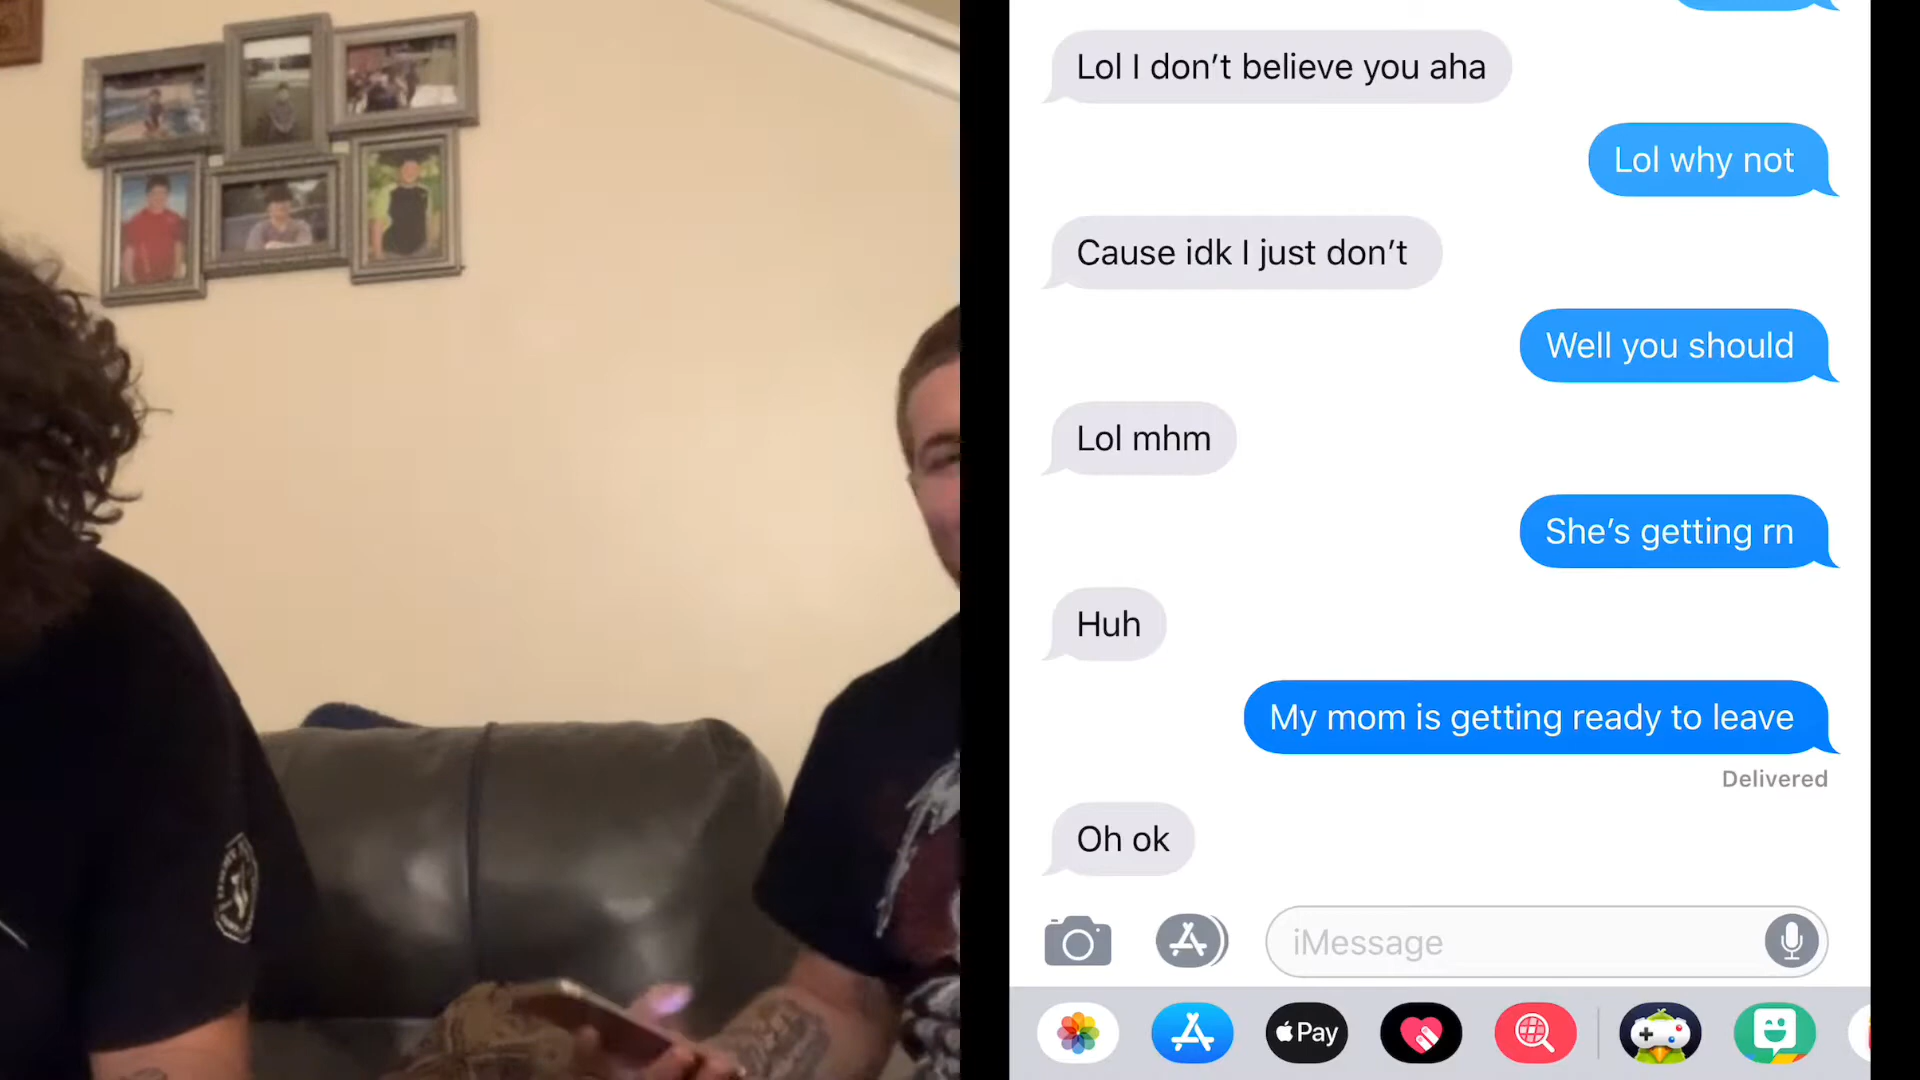 Lol I don’t believe you aha
Lol why not
Cause idk I just don’t
Well you should
Lol mhm
She’s getting rn
Huh
My mom is getting ready to leave
Delivered
Oh ok
iMessage
Pay